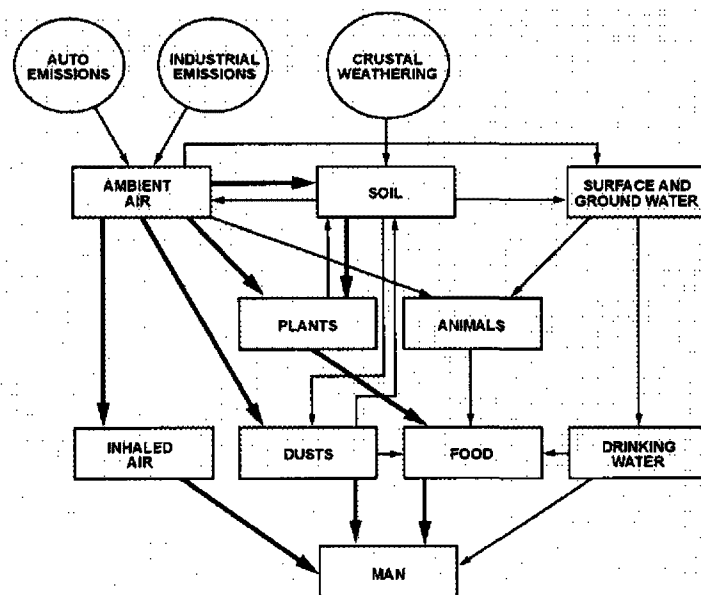 AUTO
EMISSIONS
INDUSTRIAL
EMISSIONS
CRUSTAL
WEATHERING
AMBIENT
AIR
SOIL
SURFACE AND
GROUND WATER
PLANTS
ANIMALS
INHALED
AIR
DUSTS
FOOD
DRINKING
WATER
MAN